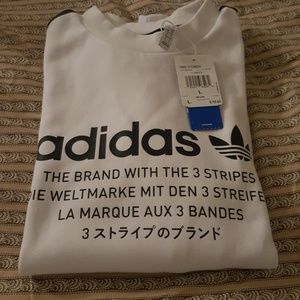 L
L
adidas
THE BRAND WITH THE 3 STRIPES
DIE WELTMARKE MIT DEN 3 STREIFE
LA MARQUE AUX 3 BANDES
3ストライプのブランド